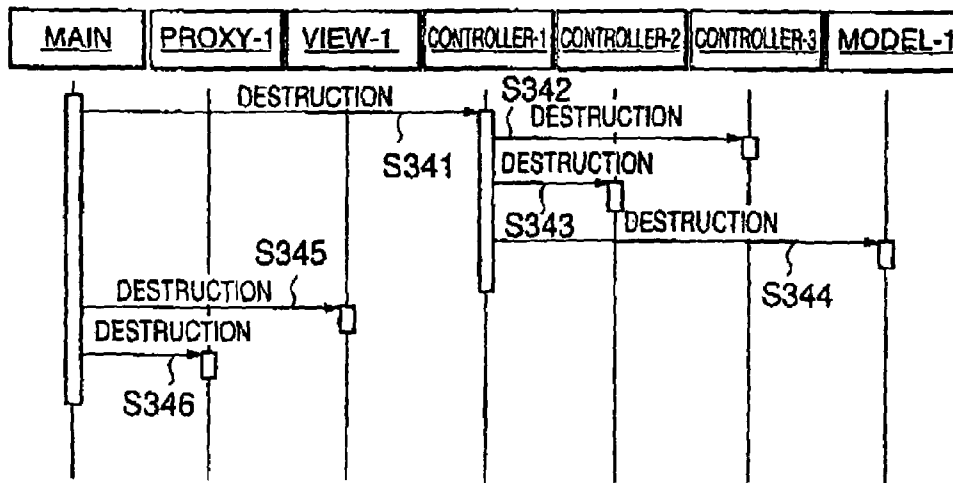 MAIN PROXY-1 VIEW-1 CONTROLLER-1 CONTROLLER-2 CONTROLLER-3 MODEL-1
DESTRUCTION
S341
S342
DESTRUCTION
DESTRUCTION
S343
DESTRUCTION
S344
S345
DESTRUCTION
DESTRUCTION
S346